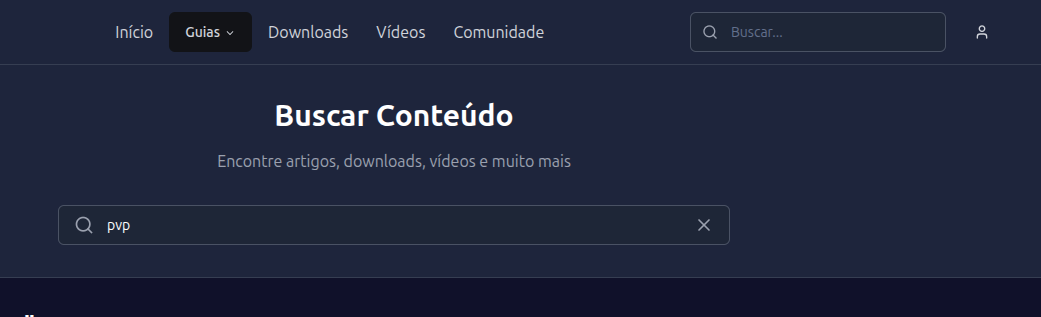 Início Guias Downloads Vídeos Comunidade Buscar...
Buscar Conteúdo
Encontre artigos, downloads, vídeos e muito mais
pvp